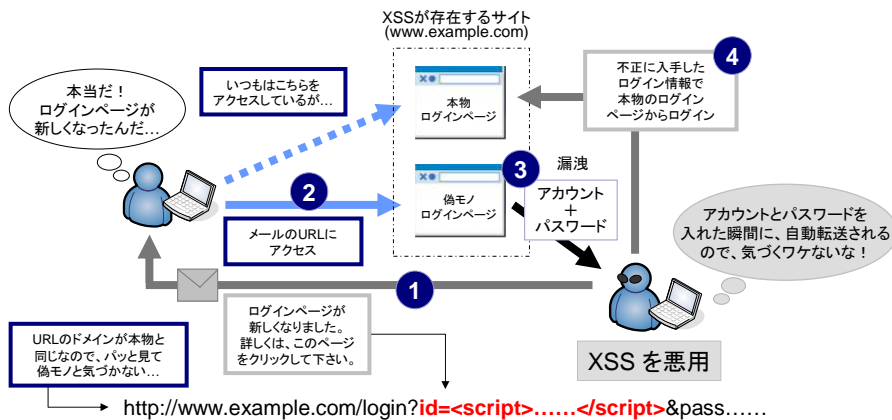 XSSが存在するサイト
(www.example.com)
4
不正に入手した
ログイン情報で
本物のログイン
ページからログイン
本当だ！
ログインページが
新しくなったんだ…
いつもはこちらを
アクセスしているが…
本物
ログインページ
2
メールのURLに
アクセス
偽モノ
ログインページ
3
漏洩
アカウント
＋
パスワード
アカウントとパスワードを
入れた瞬間に、自動転送される
ので、気づくワケないな！
1
ログインページが
新しくなりました。
詳しくは、このページ
をクリックして下さい。
XSS を悪用
URLのドメインが本物と
同じなので、パッと見て
偽モノと気づかない…
http://www.example.com/login?id=<script>……</script>&pass……